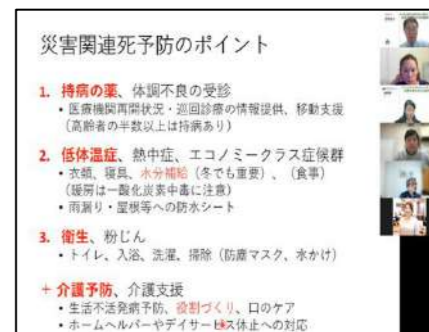 災害関連死予防のポイント
1. 持病の薬、体調不良の受診
• 医療機関再開状況・巡回診療の情報提供、移動支援
（高齢者の半数以上は持病あり）
2. 低体温症、熱中症、エコノミークラス症候群
• 衣類、寝具、水分補給（冬でも重要）、（食事）
（暖房は一酸化炭素中毒に注意）
• 雨漏り・屋根等への防水シート
3. 衛生、粉じん
• トイレ、入浴、洗濯、掃除（防塵マスク、水かけ）
+ 介護予防、介護支援
• 生活不活発病予防、役割づくり、口のケア
• ホームヘルパーやデイサービス休止への対応